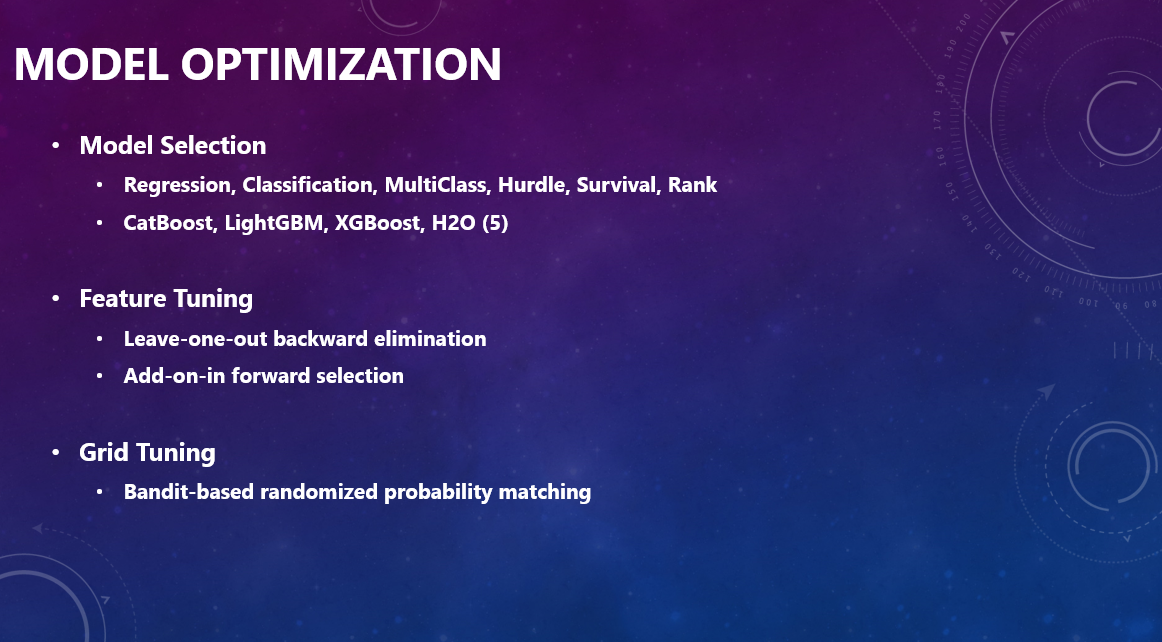 MODEL OPTIMIZATION
• Model Selection
• Regression, Classification, MultiClass, Hurdle, Survival, Rank
• CatBoost, LightGBM, XGBoost, H2O (5)
• Feature Tuning
• Leave-one-out backward elimination
• Add-on-in forward selection
• Grid Tuning
• Bandit-based randomized probability matching